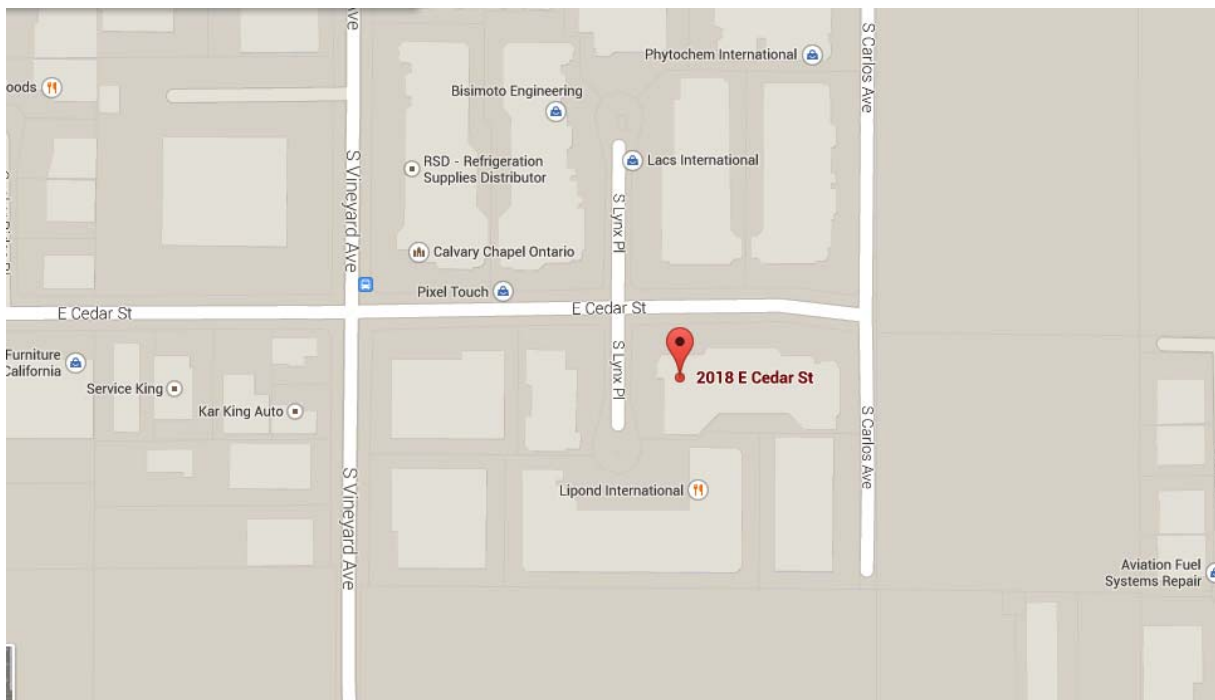 Ave
S Carlos Ave
Phytochem International
oods
Bisimoto Engineering
S Vineyard Ave
RSD - Refrigeration
Supplies Distributor
Lacs International
S Lynx Pl
Calvary Chapel Ontario
Pixel Touch
E Cedar St
E Cedar St
Furniture
California
Service King
Kar King Auto
S Lynx Pl
2018 E Cedar St
S Carlos Ave
S Vineyard Ave
Lipond International
Aviation Fuel
Systems Repair